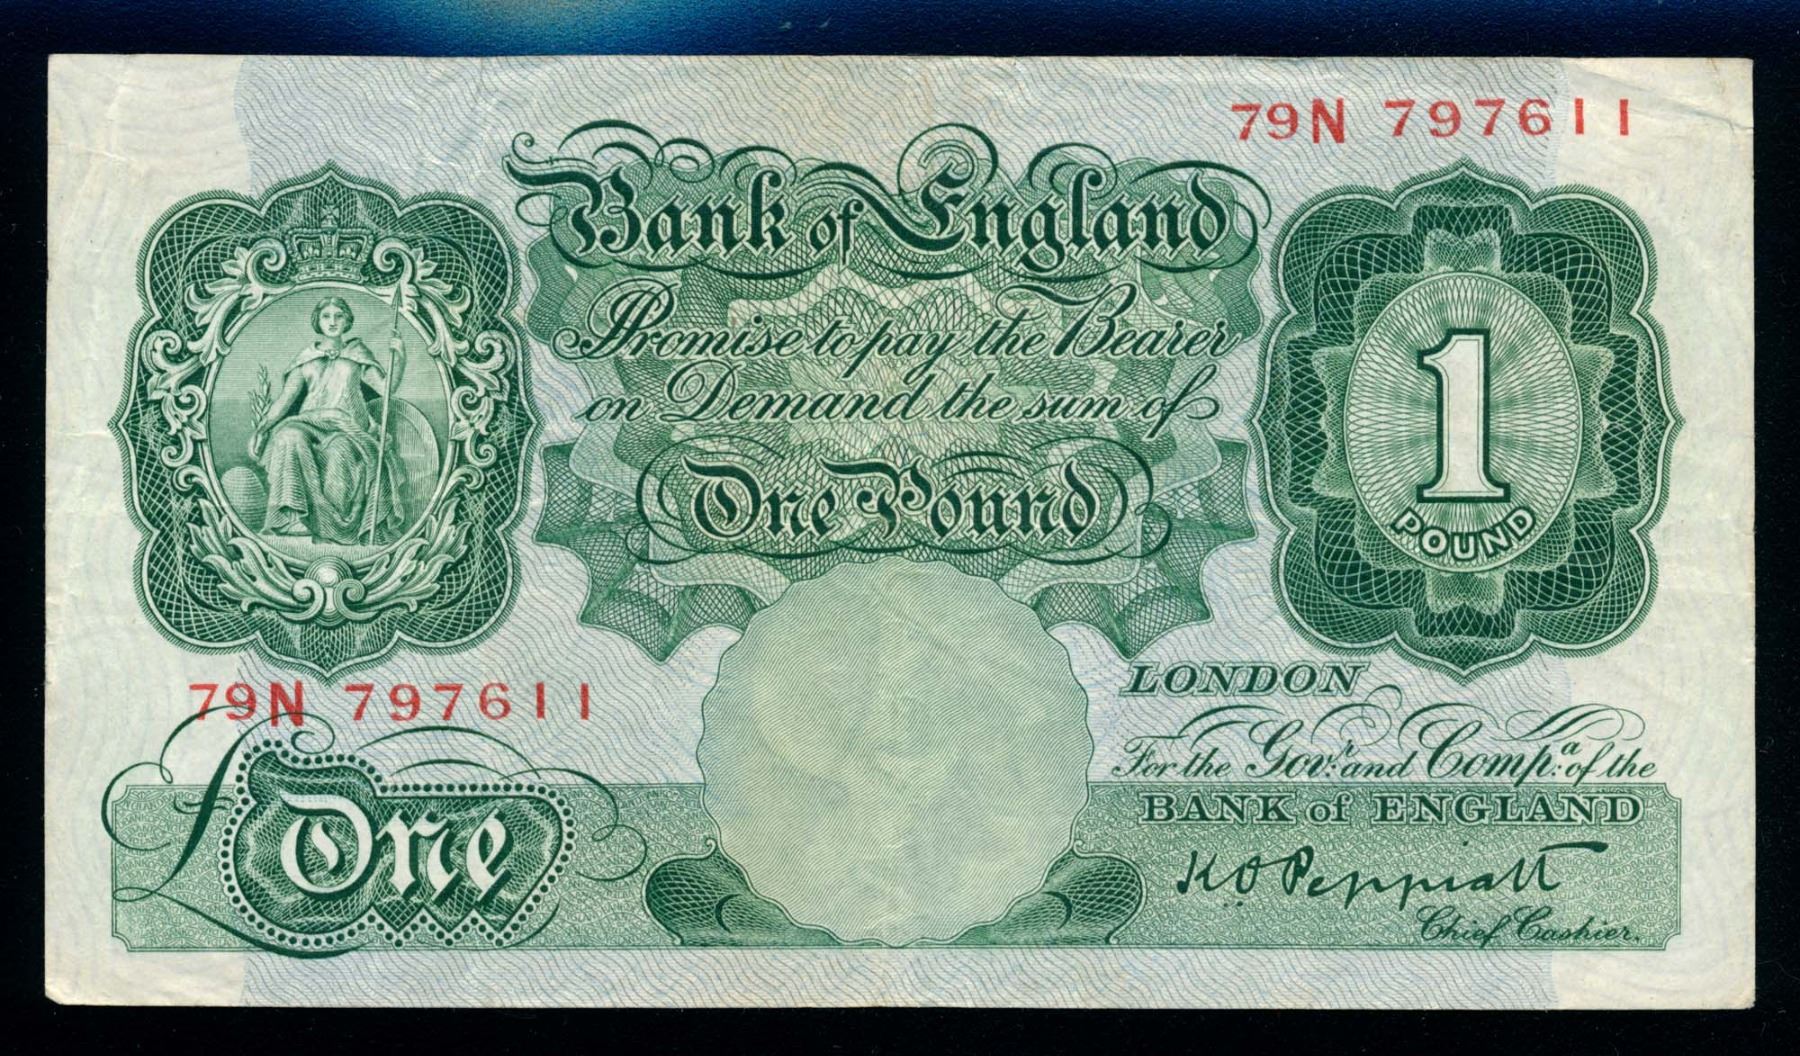 79N 797611
Bank of England
I Promise to pay the Bearer
on Demand the sum of
One Pound
1
POUND
79N 797611
LONDON
For the Govr. and Compa. of the
BANK of ENGLAND
£One
K O Peppiatt
Chief Cashier.